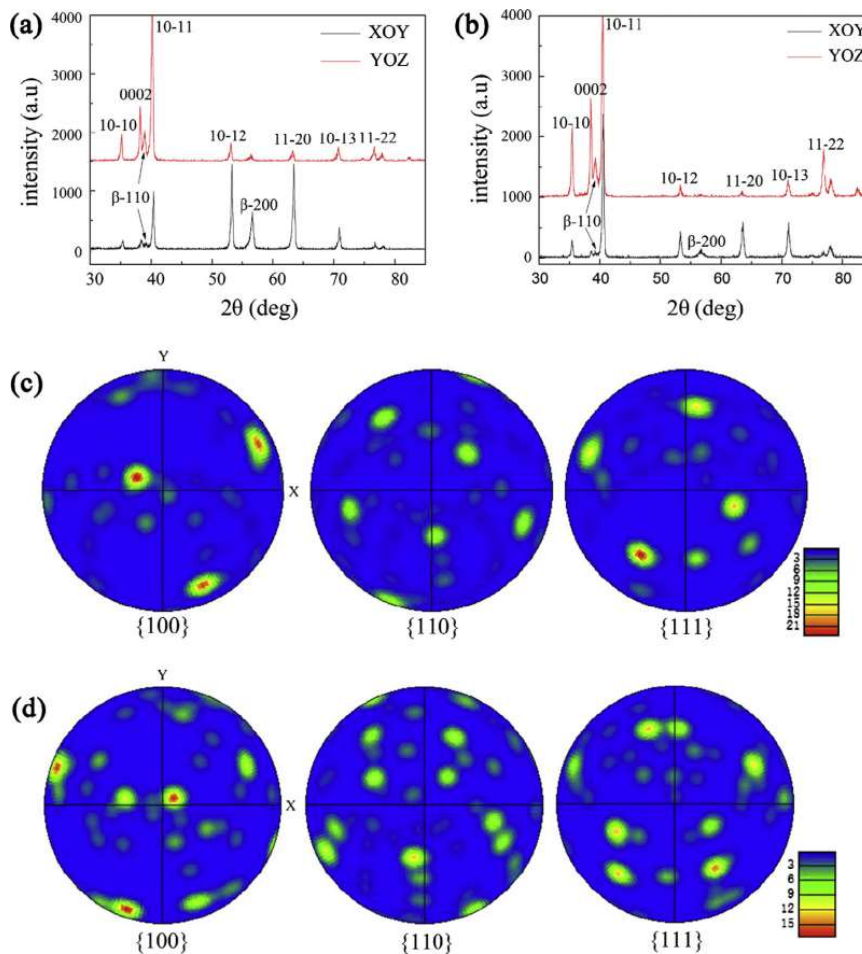 (a)
4000
3000
2000
1000
0
intensity (a.u)
10-11
XOY
YOZ
0002
10-10
10-12
11-20
10-13
11-22
β-110
β-200
30 40 50 60 70 80
2θ (deg)
(b)
4000
3000
2000
1000
0
intensity (a.u)
10-11
XOY
YOZ
0002
10-10
10-12
11-20
10-13
11-22
β-110
β-200
30 40 50 60 70 80
2θ (deg)
(c)
Y
X
{100} {110} {111}
3
6
9
12
15
18
21
(d)
Y
X
{100} {110} {111}
3
6
9
12
15